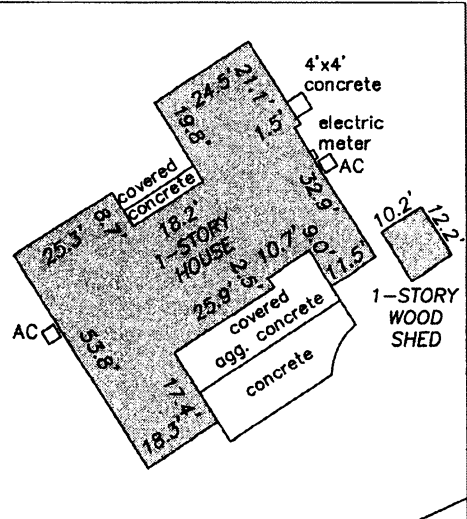 4'x4'
concrete
24.5'
21.1'
19.8'
1.5'
electric
meter
AC
covered
concrete
32.9'
8.7'
18.2'
25.3'
1-STORY
HOUSE
10.2'
12.2'
10.7'
9.0'
11.5'
2.5'
25.9'
1-STORY
WOOD
SHED
covered
agg. concrete
concrete
AC
53.8'
17.4'
18.3'